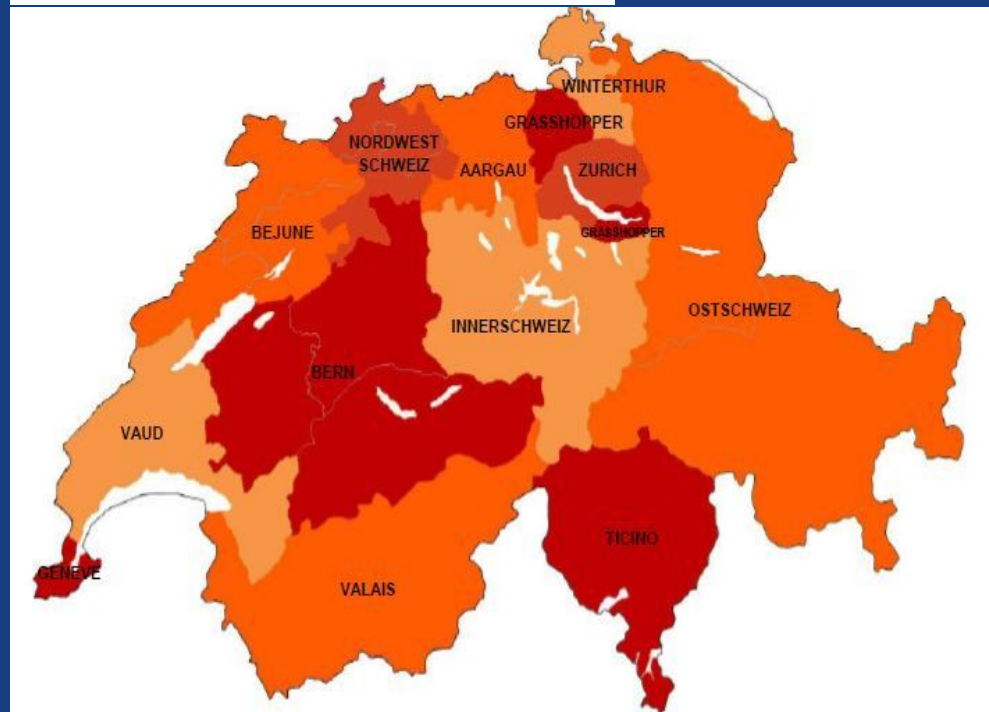 WINTERTHUR
GRASSHOPPER
NORDWEST
SCHWEIZ
AARGAU
ZURICH
BEJUNE
GRASSHOPPER
OSTSCHWEIZ
INNERSCHWEIZ
BERN
VAUD
TICINO
GENEVE
VALAIS